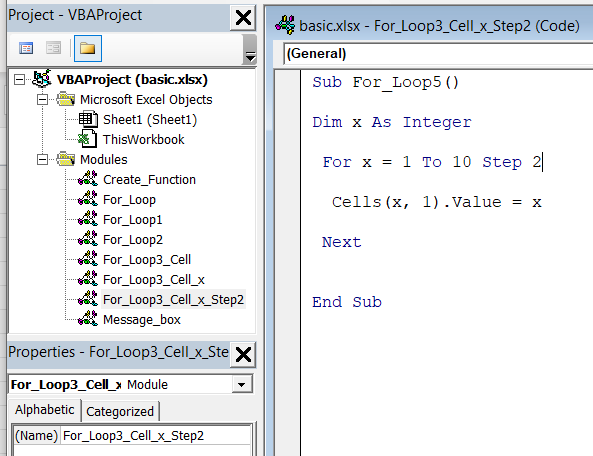 Project - VBAProject
VBAProject (basic.xlsx)
Microsoft Excel Objects
Sheet1 (Sheet1)
ThisWorkbook
Modules
Create_Function
For_Loop
For_Loop1
For_Loop2
For_Loop3_Cell
For_Loop3_Cell_x
For_Loop3_Cell_x_Step2
Message_box
Properties - For_Loop3_Cell_x_Ste
For_Loop3_Cell_x Module
Alphabetic Categorized
(Name) For_Loop3_Cell_x_Step2
basic.xlsx - For_Loop3_Cell_x_Step2 (Code)
(General)
Sub For_Loop5()
Dim x As Integer
For x = 1 To 10 Step 2
Cells(x, 1).Value = x
Next
End Sub